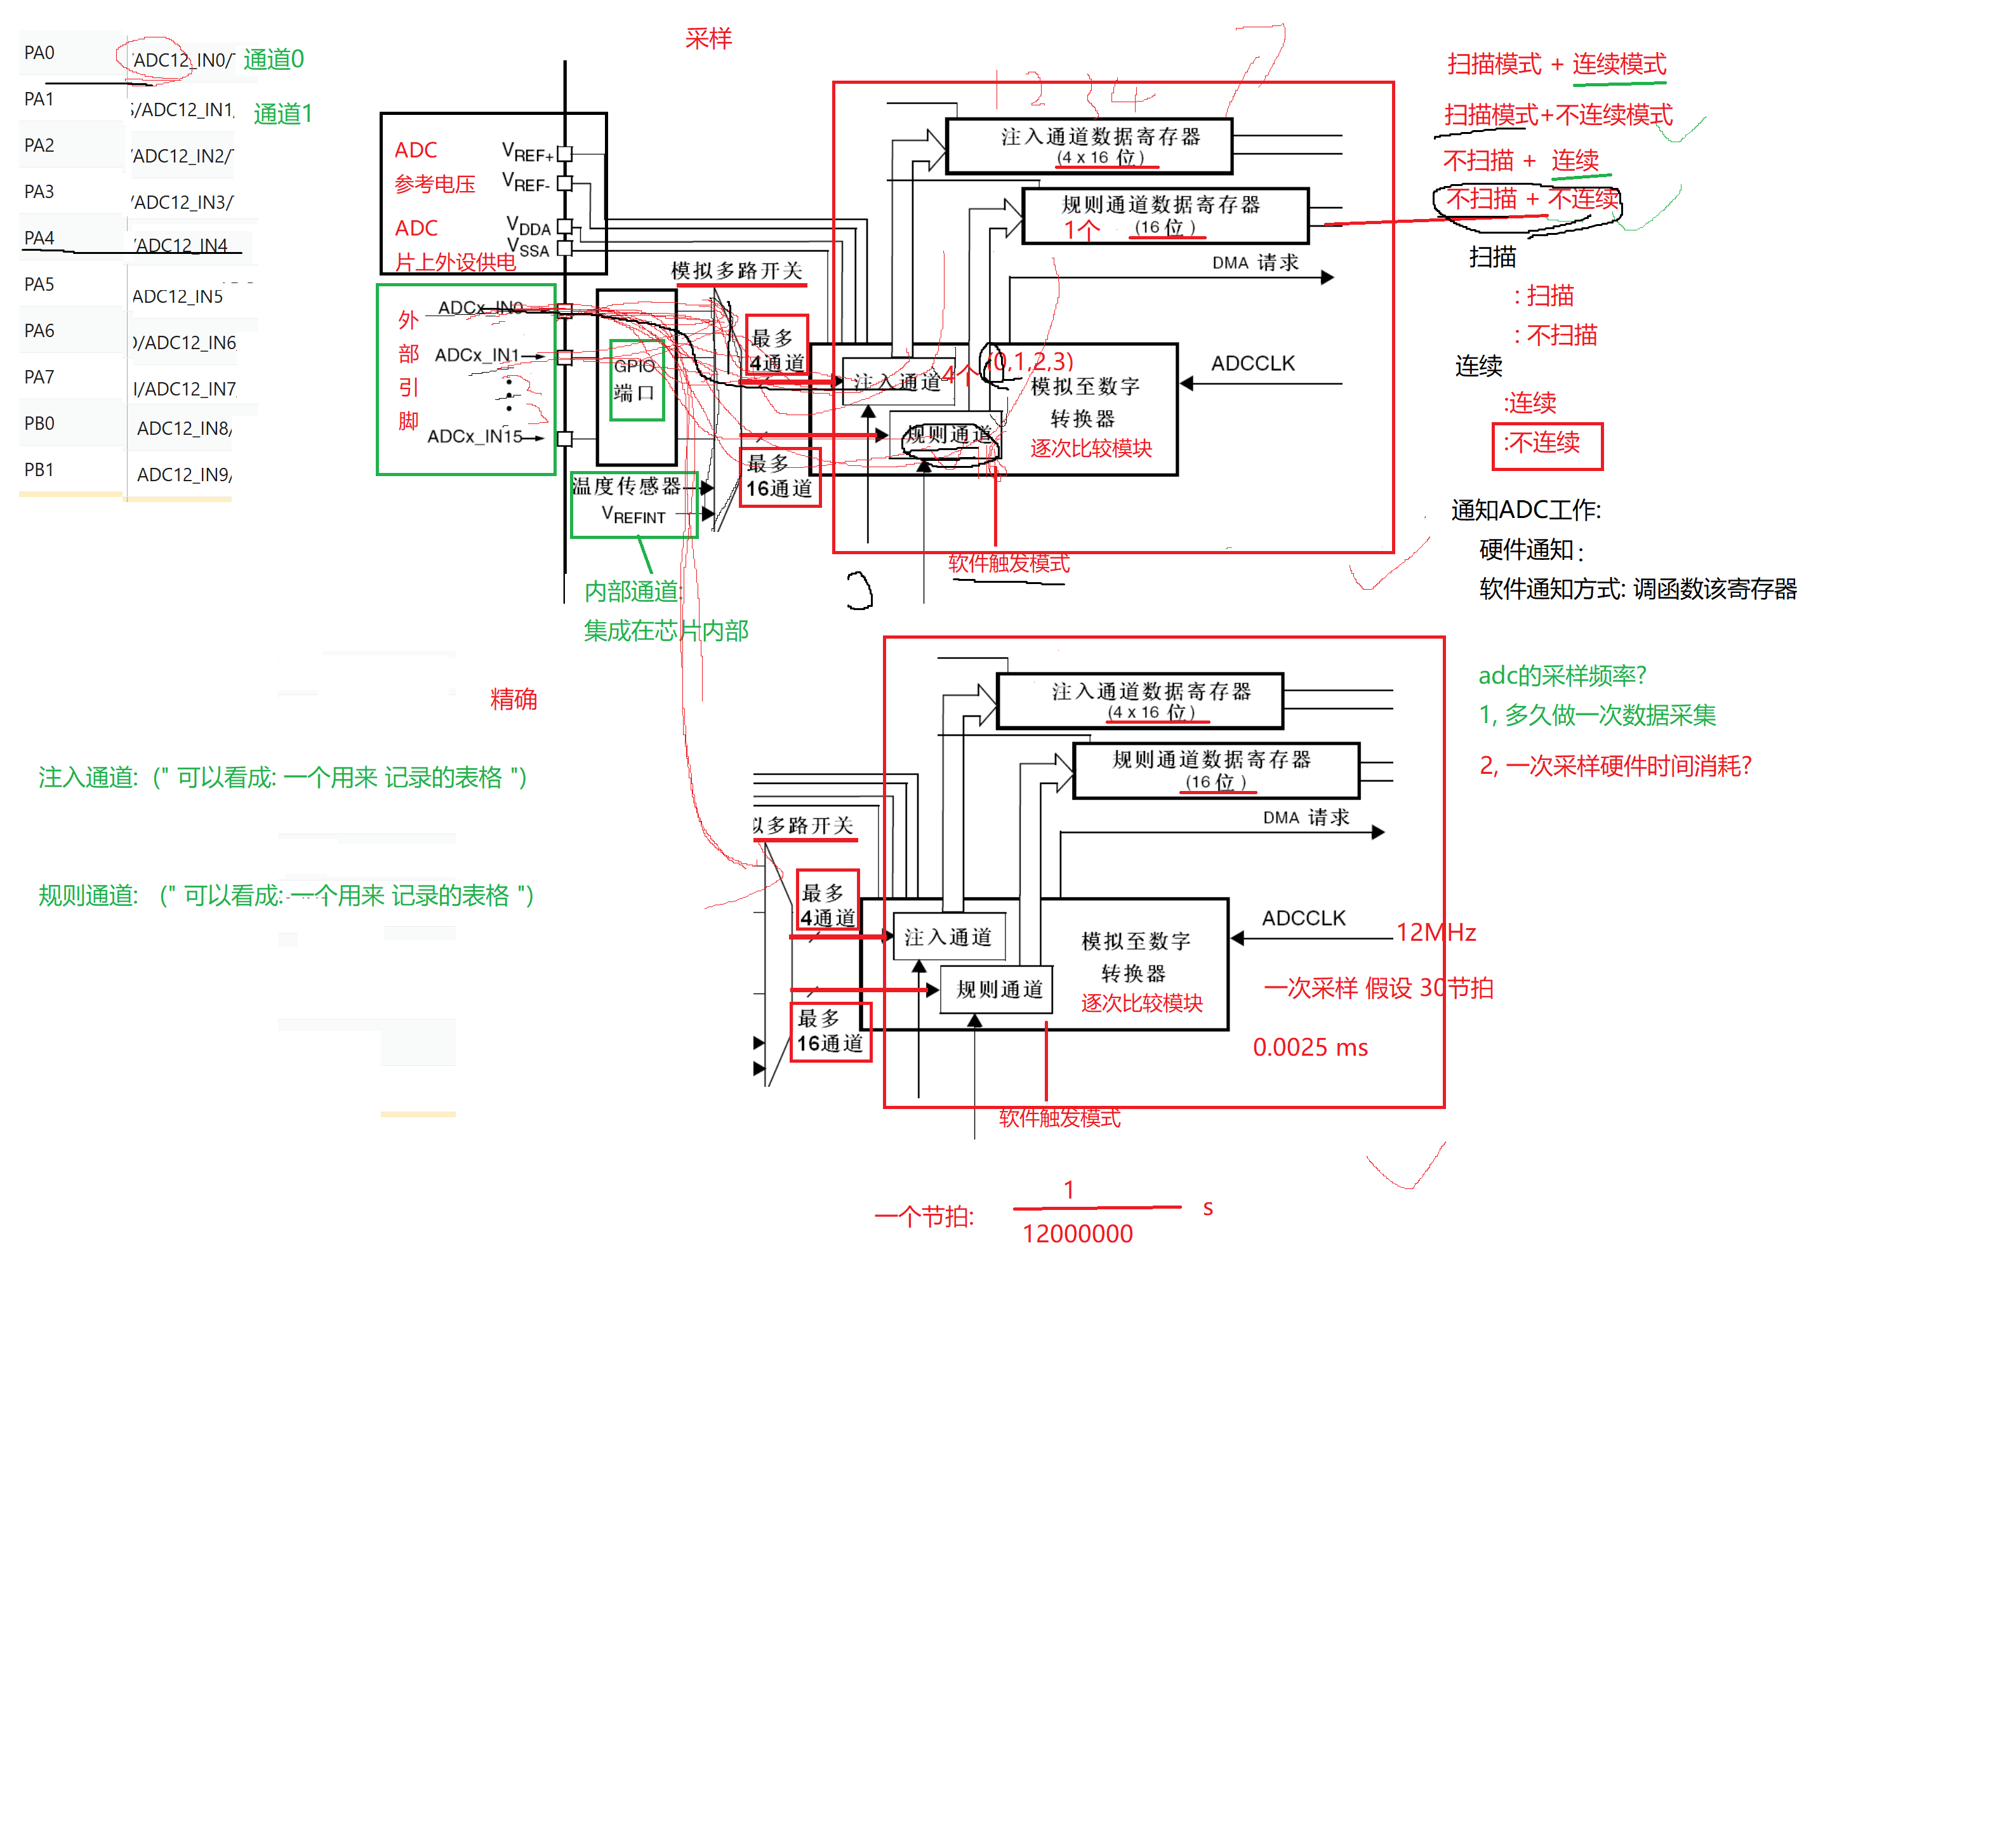 采样
PA0
ADC12_IN0/
通道0
PA1
/ADC12_IN1
通道1
PA2
ADC12_IN2/
PA3
ADC12_IN3/
PA4
ADC12_IN4
PA5
ADC12_IN5
PA6
/ADC12_IN6
PA7
/ADC12_IN7
PB0
ADC12_IN8/
PB1
ADC12_IN9/
ADC
参考电压
VREF+
VREF-
ADC
片上外设供电
VDDA
VSSA
外部引脚
ADCx_IN0
ADCx_IN1
ADCx_IN15
GPIO
端口
温度传感器
VREFINT
内部通道:
集成在芯片内部
模拟多路开关
最多
4通道
最多
16通道
1 2 3 4
7
注入通道数据寄存器
(4 x 16 位)
规则通道数据寄存器
1个
(16 位)
DMA 请求
注入通道
4个
(0,1,2,3)
规则通道
模拟至数字
转换器
逐次比较模块
ADCCLK
软件触发模式
扫描模式 + 连续模式
扫描模式+不连续模式
不扫描 + 连续
不扫描 + 不连续
扫描
: 扫描
: 不扫描
连续
:连续
:不连续
通知ADC工作:
硬件通知:
软件通知方式: 调函数该寄存器
adc的采样频率?
1, 多久做一次数据采集
2, 一次采样硬件时间消耗?
精确
注入通道: (" 可以看成: 一个用来 记录的表格 ")
规则通道: (" 可以看成: 一个用来 记录的表格 ")
注入通道数据寄存器
(4 x 16 位)
规则通道数据寄存器
(16 位)
DMA 请求
以多路开关
最多
4通道
最多
16通道
注入通道
规则通道
模拟至数字
转换器
逐次比较模块
ADCCLK
12MHz
一次采样 假设 30节拍
0.0025 ms
软件触发模式
一个节拍:
1
12000000
s